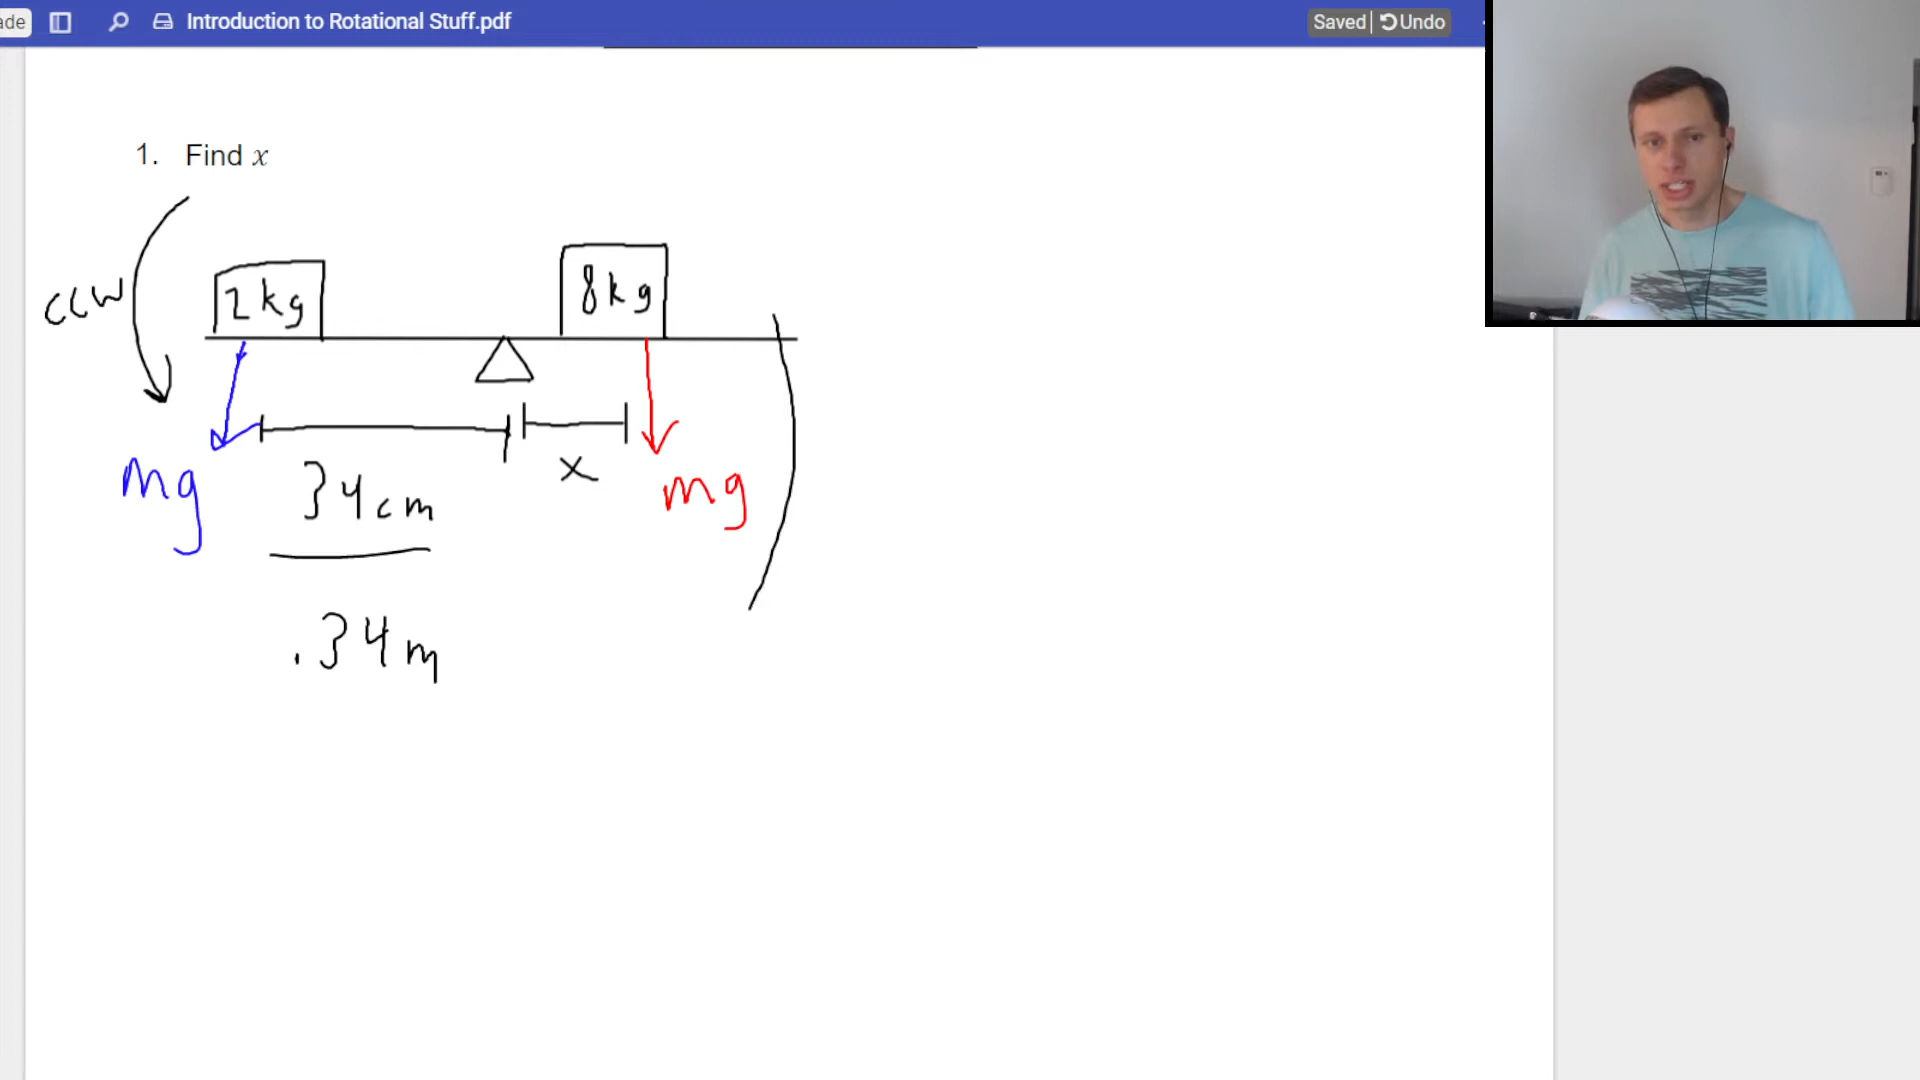 ade Introduction to Rotational Stuff.pdf Saved Undo
1. Find x
CCW
2kg 8kg
mg 34cm x mg
.34m